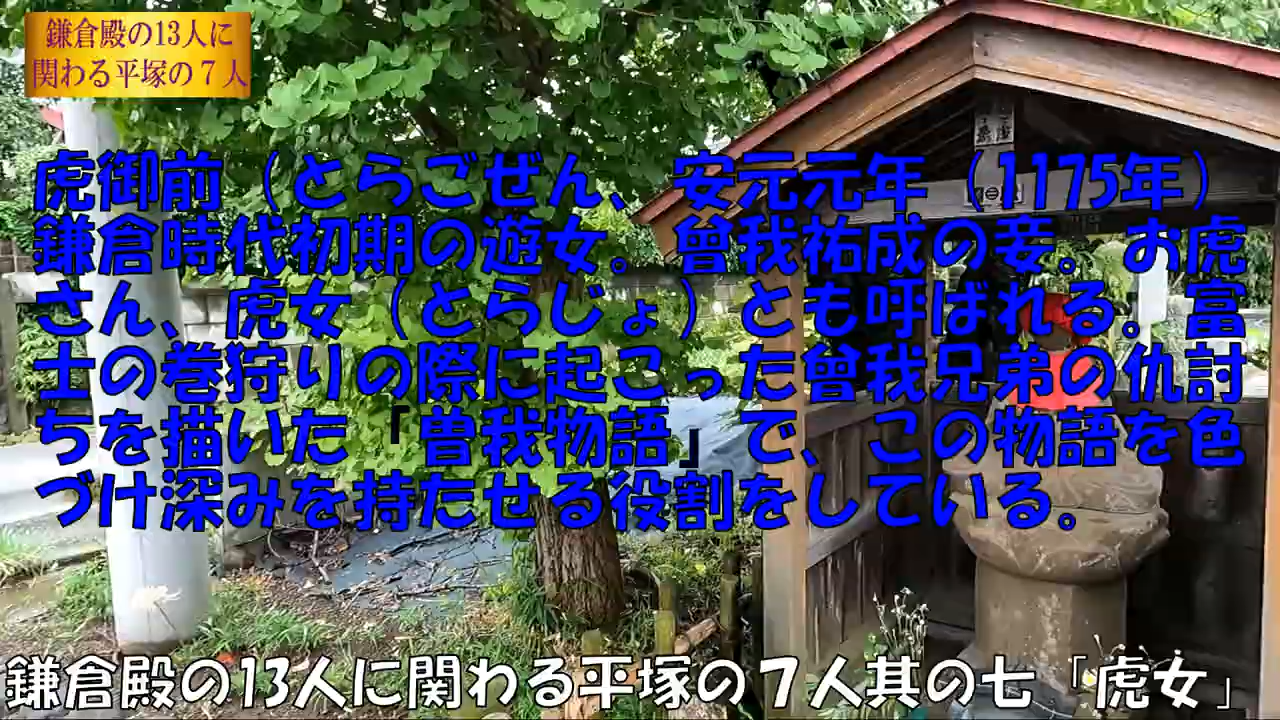 鎌倉殿の13人に
関わる平塚の７人
虎御前（とらごぜん、安元元年（1175年）
鎌倉時代初期の遊女。曾我祐成の妾。お虎
さん、虎女（とらじょ）とも呼ばれる。富
士の巻狩りの際に起こった曾我兄弟の仇討
ちを描いた『曽我物語』で、この物語を色
づけ深みを持たせる役割をしている。
鎌倉殿の13人に関わる平塚の７人其の七「虎女」